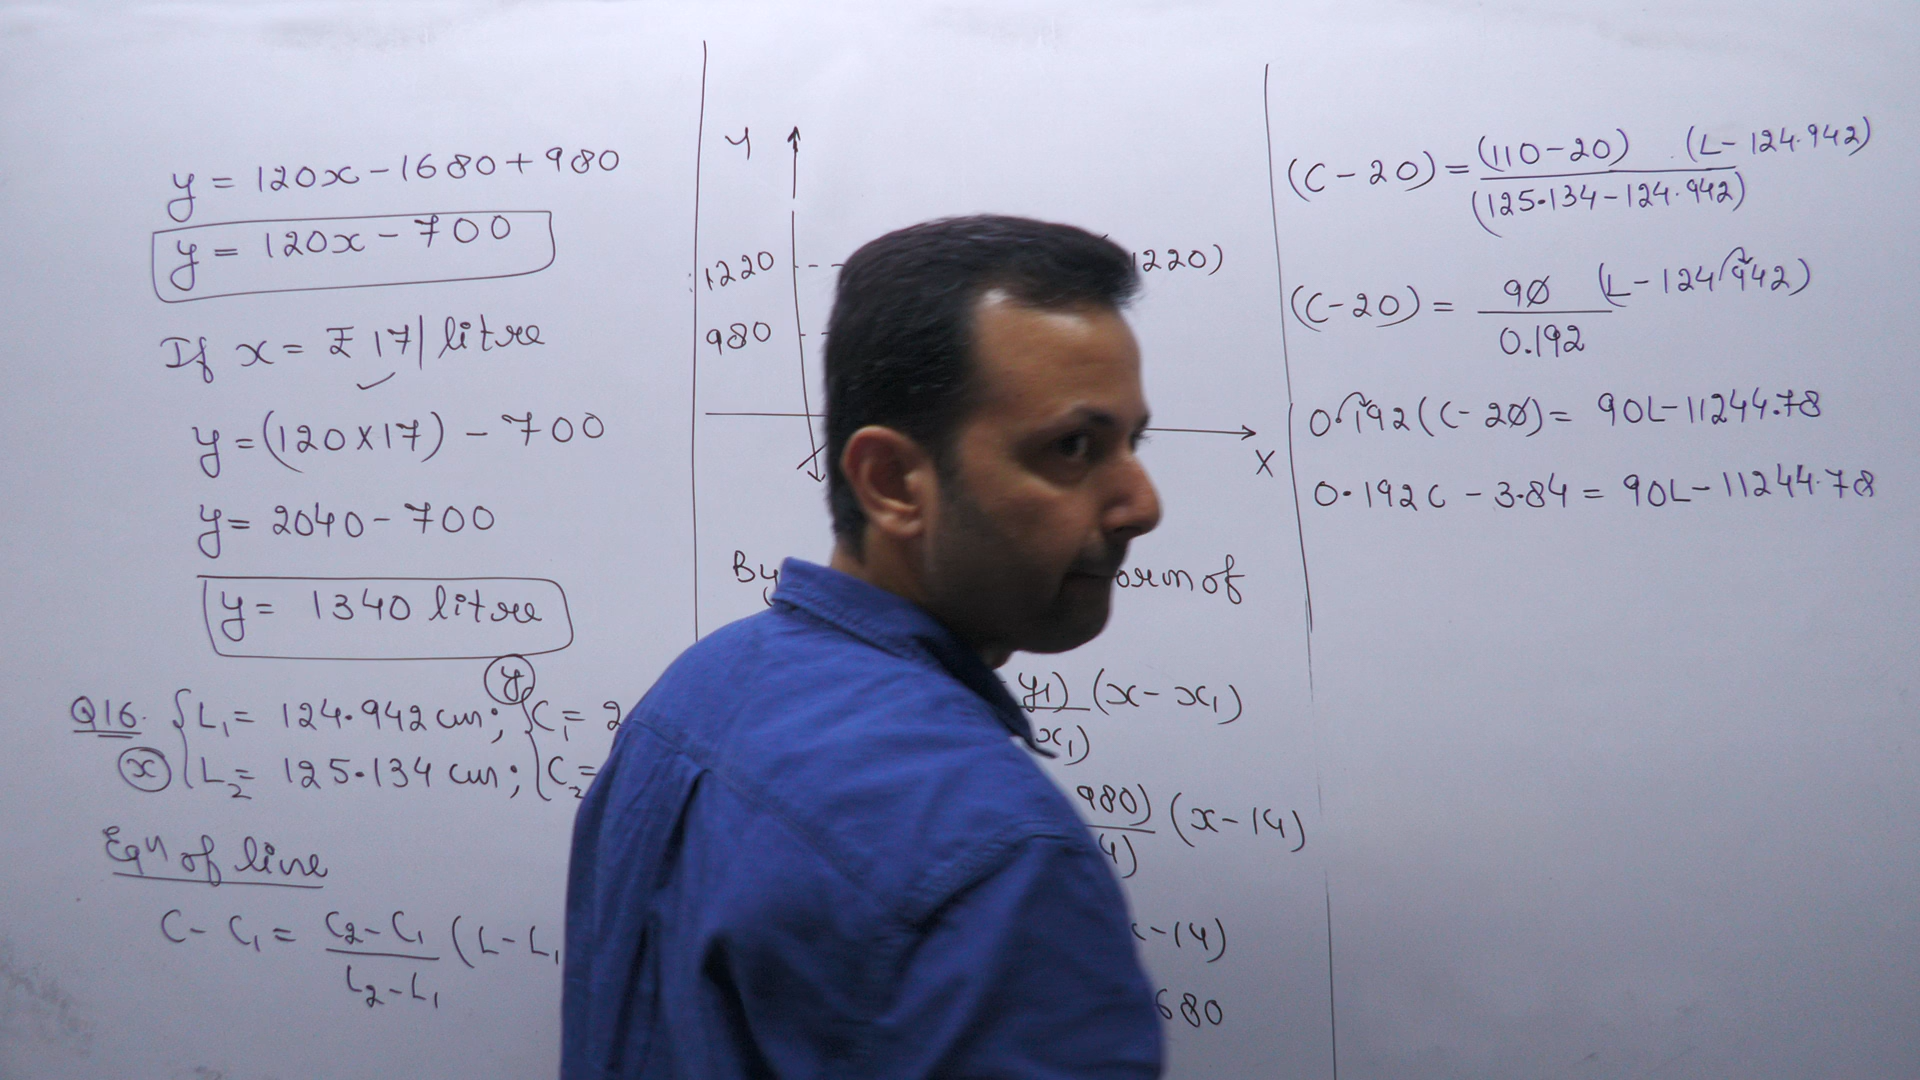 y = 120x - 1680 + 980
y = 120x - 700
If x = ₹ 17/litre
y = (120 x 17) - 700
y = 2040 - 700
y = 1340 litre
Q16. L₁ = 124.942 cm; C₁ = 2
y
x L₂ = 125.134 cm; C₂ =
Eqⁿ of line
C - C₁ = (C₂ - C₁)/(L₂ - L₁) (L - L₁
Y
1220 1220)
980
X
By orm of
y₁) (x - x₁)
x₁)
980) (x - 14)
4)
x - 14)
680
(C - 20) = (110 - 20)/(125.134 - 124.942) (L - 124.942)
(C - 20) = 90/0.192 (L - 124.942)
0.192(C - 20) = 90L - 11244.78
0.192C - 3.84 = 90L - 11244.78